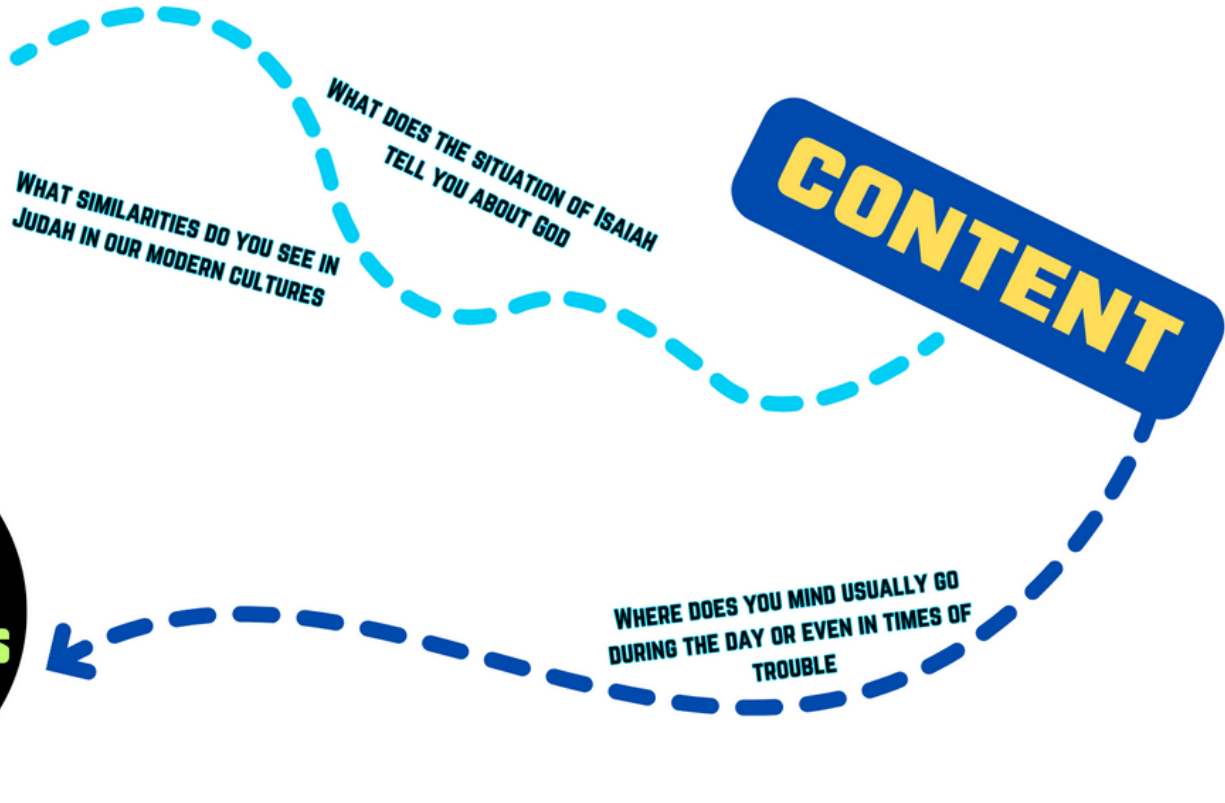 What does the situation of Isaiah
tell you about God
What similarities do you see in
Judah in our modern cultures
CONTENT
Where does you mind usually go
during the day or even in times of
trouble
S